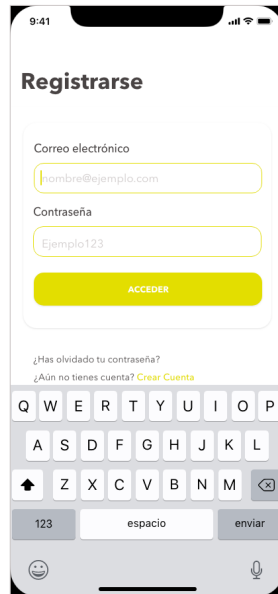 9:41
Registrarse
Correo electrónico
nombre@ejemplo.com
Contraseña
Ejemplo123
ACCEDER
¿Has olvidado tu contraseña?
¿Aún no tienes cuenta? Crear Cuenta
Q W E R T Y U I O P
A S D F G H J K L
Z X C V B N M
123 espacio enviar